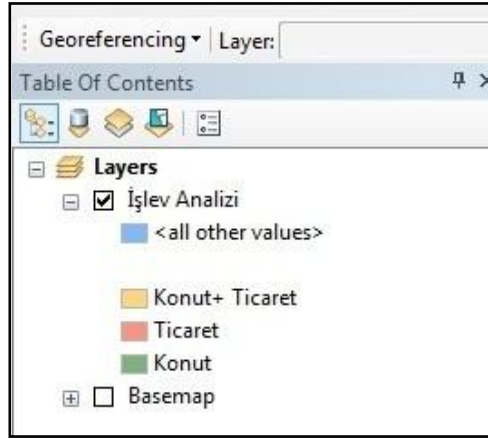 Georeferencing Layer:
Table Of Contents
Layers
İşlev Analizi
<all other values>
Konut+ Ticaret
Ticaret
Konut
Basemap